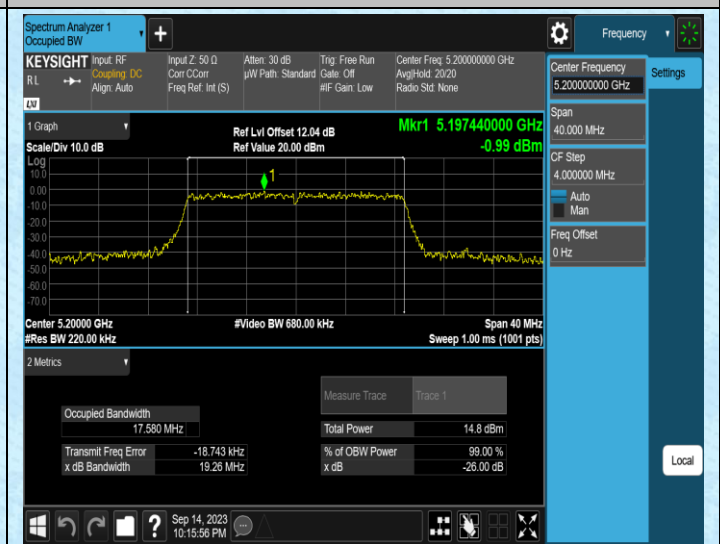 Spectrum Analyzer 1
Occupied BW
+
Frequency
KEYSIGHT
RL
LXI
Input: RF
Coupling: DC
Align: Auto
Input Z: 50 Ω
Corr CCorr
Freq Ref: Int (S)
Atten: 30 dB
µW Path: Standard
Trig: Free Run
Gate: Off
#IF Gain: Low
Center Freq: 5.200000000 GHz
Avg|Hold: 20/20
Radio Std: None
Center Frequency
5.200000000 GHz
Settings
Span
40.000 MHz
CF Step
4.000000 MHz
Auto
Man
Freq Offset
0 Hz
1 Graph
Scale/Div 10.0 dB
Ref Lvl Offset 12.04 dB
Ref Value 20.00 dBm
Mkr1 5.197440000 GHz
-0.99 dBm
Log
10.0
0.00
-10.0
-20.0
-30.0
-40.0
-50.0
-60.0
-70.0
1
Center 5.20000 GHz
#Res BW 220.00 kHz
#Video BW 680.00 kHz
Span 40 MHz
Sweep 1.00 ms (1001 pts)
2 Metrics
Measure Trace
Trace 1
Occupied Bandwidth
17.580 MHz
Total Power
14.8 dBm
Transmit Freq Error
-18.743 kHz
% of OBW Power
99.00 %
x dB Bandwidth
19.26 MHz
x dB
-26.00 dB
Local
?
Sep 14, 2023
10:15:56 PM